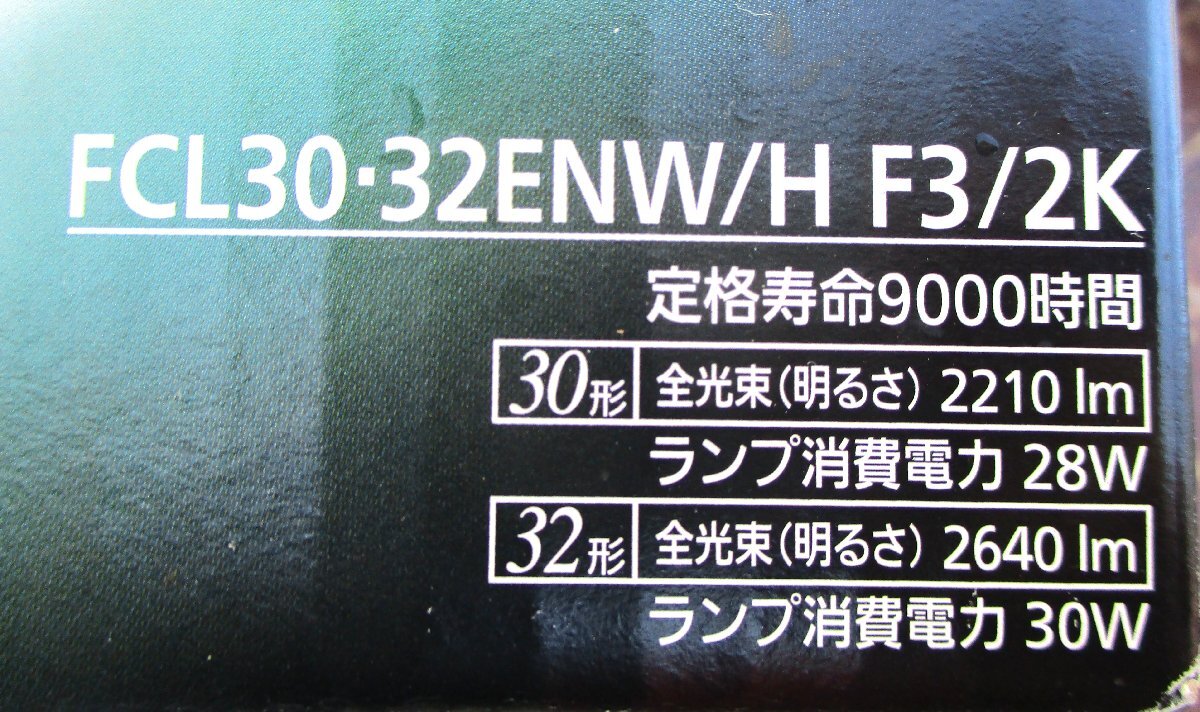 FCL30·32ENW/H F3/2K
定格寿命9000時間
30形 全光束(明るさ) 2210 lm
ランプ消費電力 28W
32形 全光束(明るさ) 2640 lm
ランプ消費電力 30W